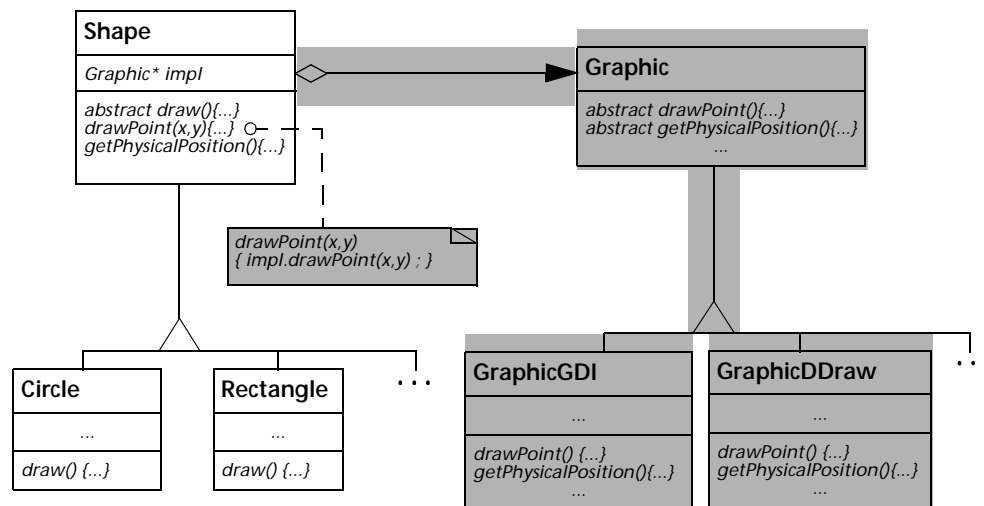 Shape
Graphic* impl
abstract draw(){...}
drawPoint(x,y){...}
getPhysicalPosition(){...}
Graphic
abstract drawPoint(){...}
abstract getPhysicalPosition(){...}
...
drawPoint(x,y)
{ impl.drawPoint(x,y) ; }
Circle
...
draw() {...}
Rectangle
...
draw() {...}
...
GraphicGDI
...
drawPoint() {...}
getPhysicalPosition(){...}
...
GraphicDDraw
...
drawPoint() {...}
getPhysicalPosition(){...}
...
..